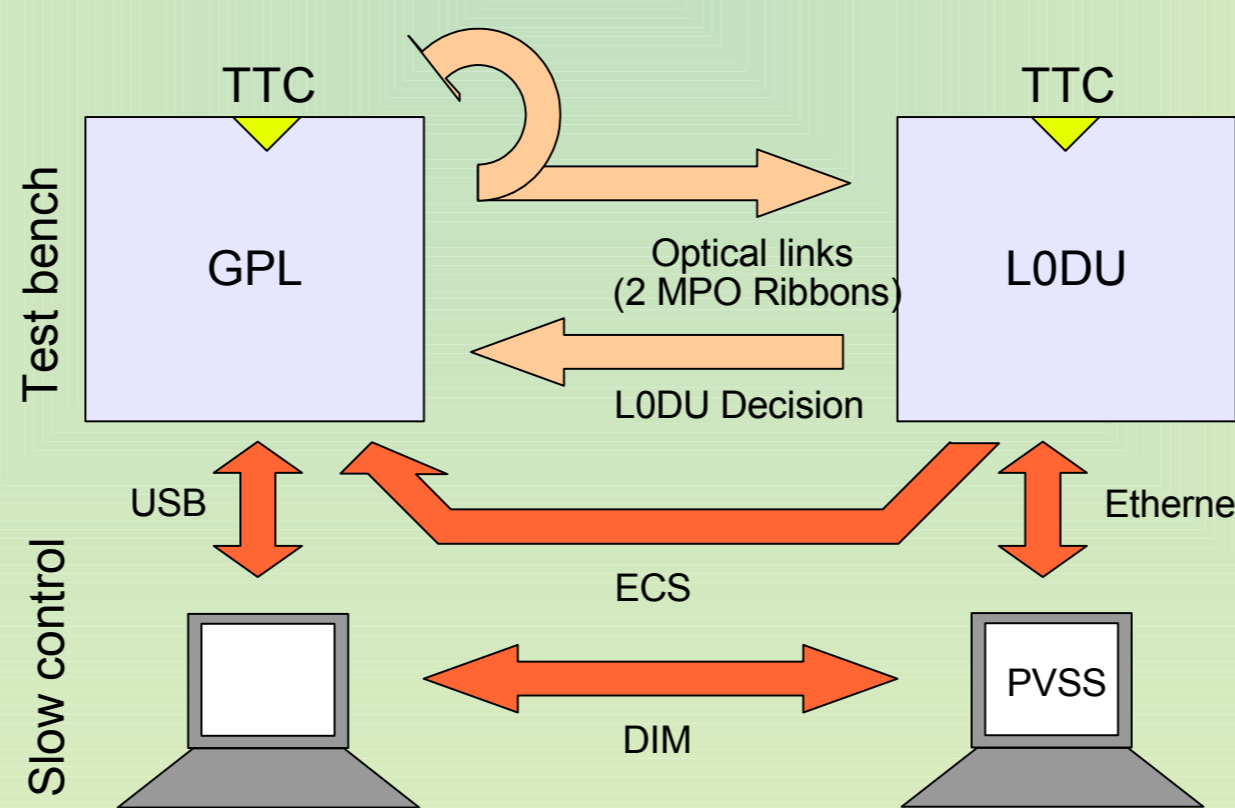 TTC
TTC
Test bench
GPL
L0DU
Optical links
(2 MPO Ribbons)
L0DU Decision
USB
Etherne
Slow control
ECS
PVSS
DIM